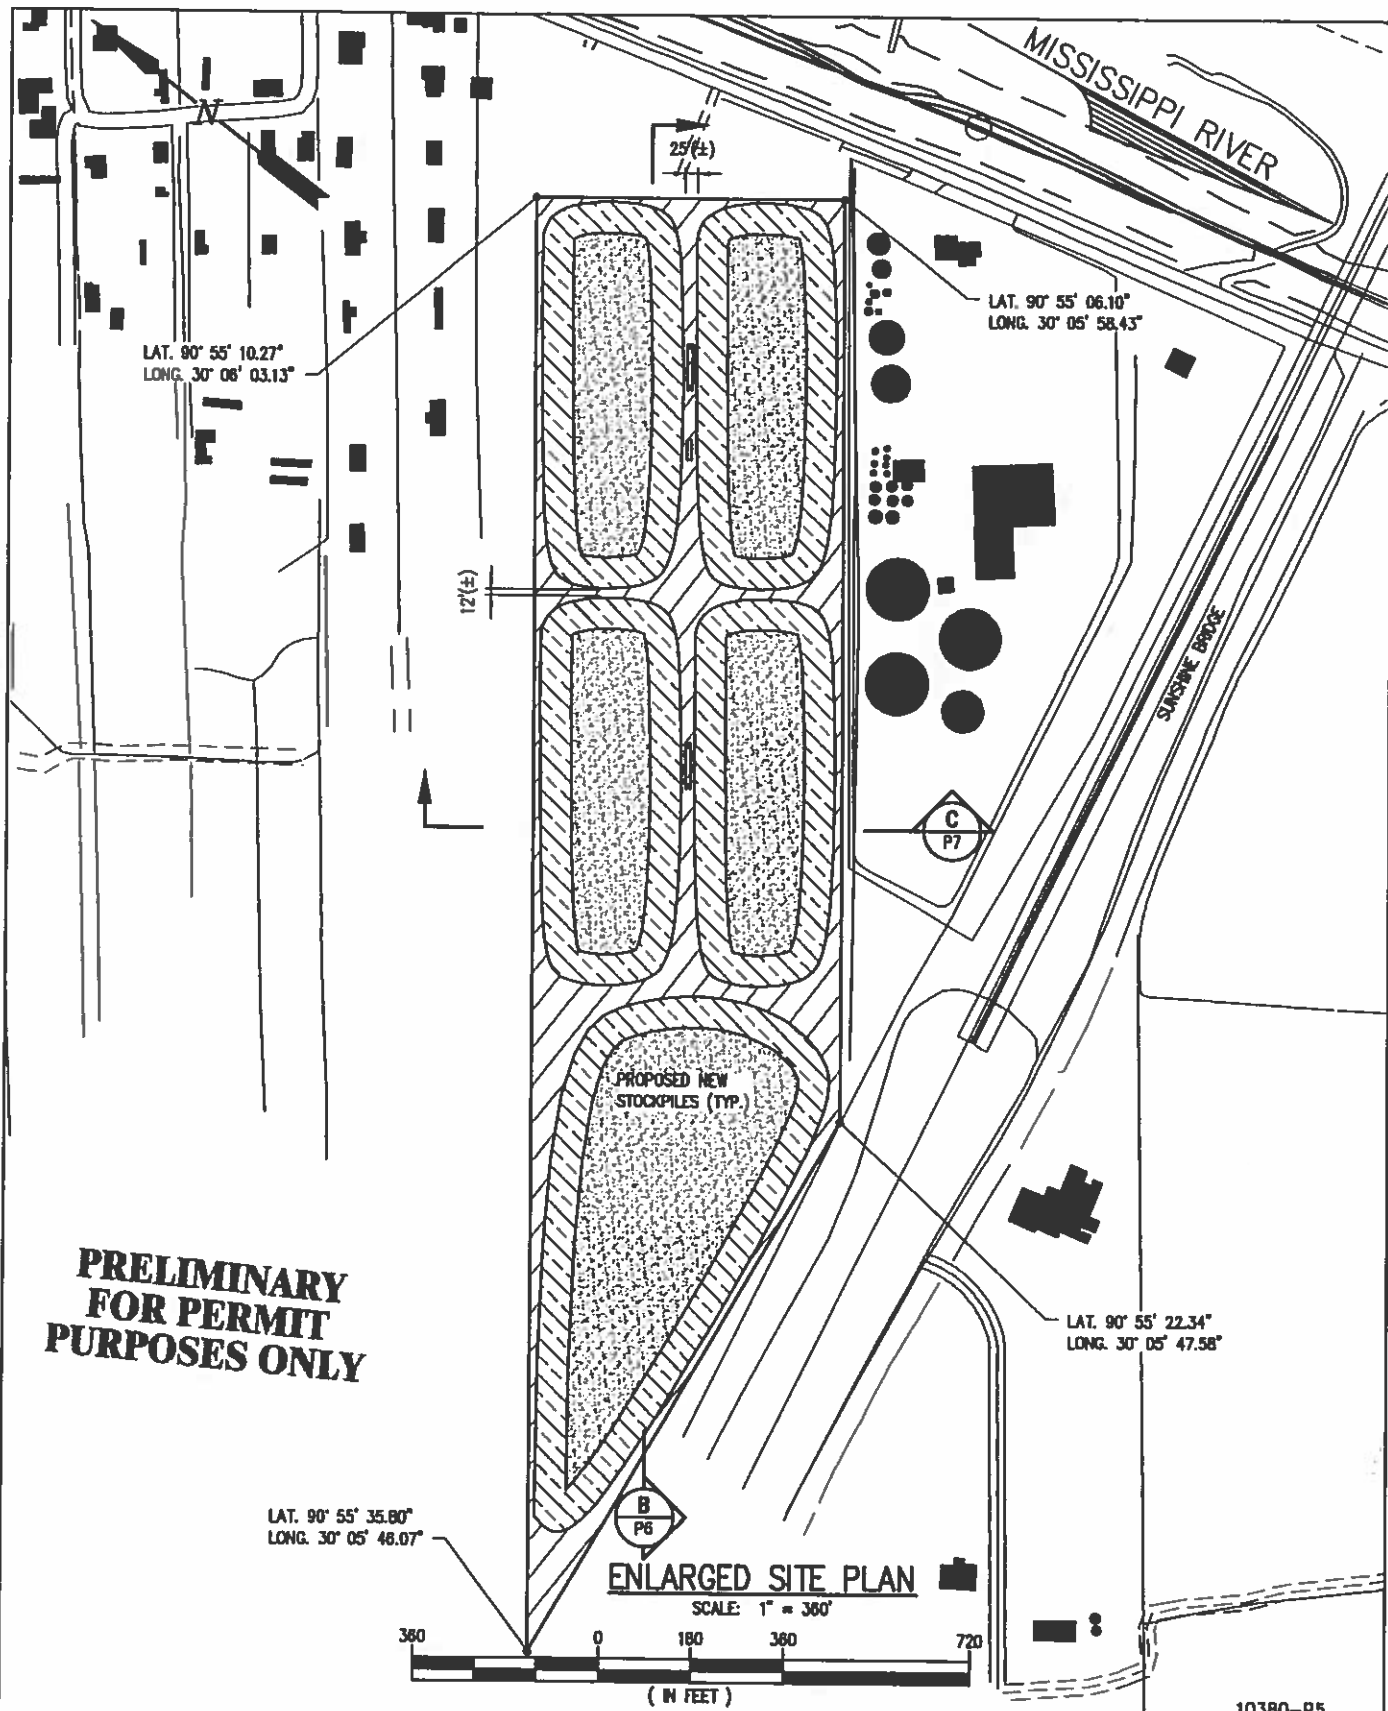 MISSISSIPPI RIVER
N
25'(±)
LAT. 90° 55' 06.10"
LONG. 30° 05' 58.43"
LAT. 90° 55' 10.27"
LONG. 30° 06' 03.13"
12'(±)
SUNSHINE BRIDGE
C
P7
PROPOSED NEW
STOCKPILES (TYP.)
PRELIMINARY
FOR PERMIT
PURPOSES ONLY
LAT. 90° 55' 22.34"
LONG. 30° 05' 47.58"
LAT. 90° 55' 35.80"
LONG. 30° 05' 46.07"
B
P6
ENLARGED SITE PLAN
SCALE: 1" = 360'
360 0 180 360 720
( IN FEET )
10380-P5